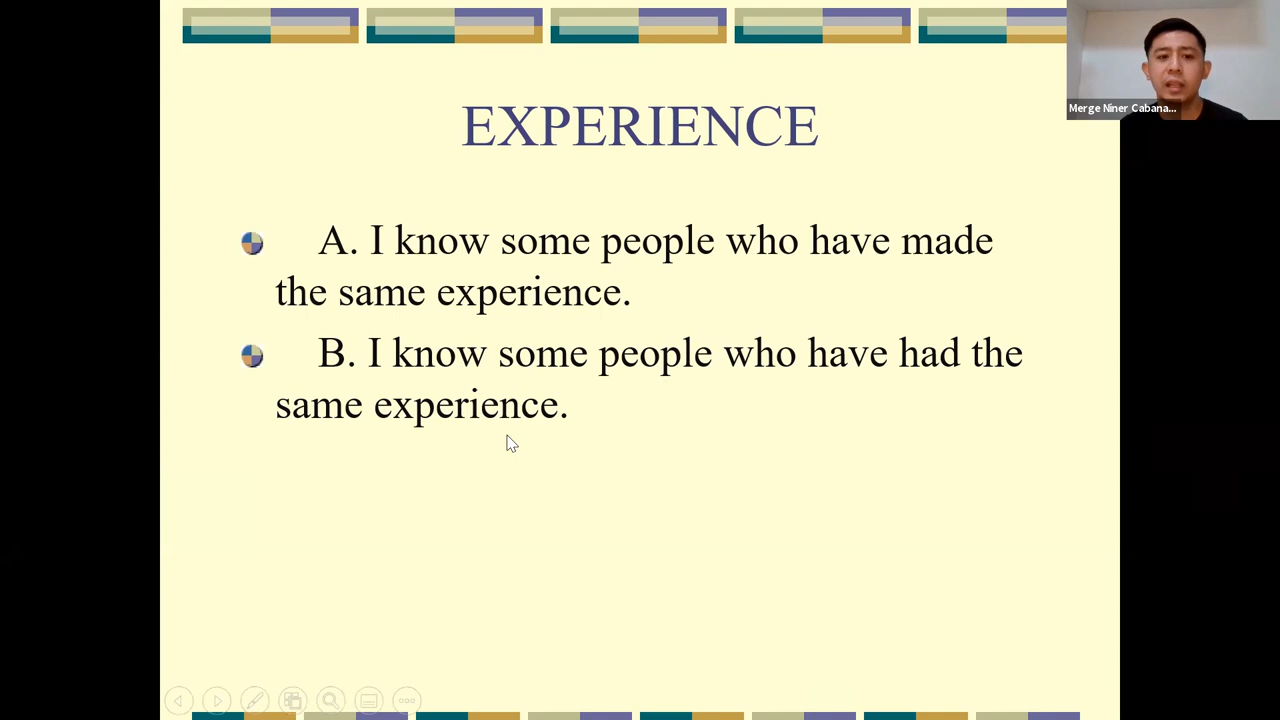 Merge Niner Cabana...
EXPERIENCE
A. I know some people who have made
the same experience.
B. I know some people who have had the
same experience.